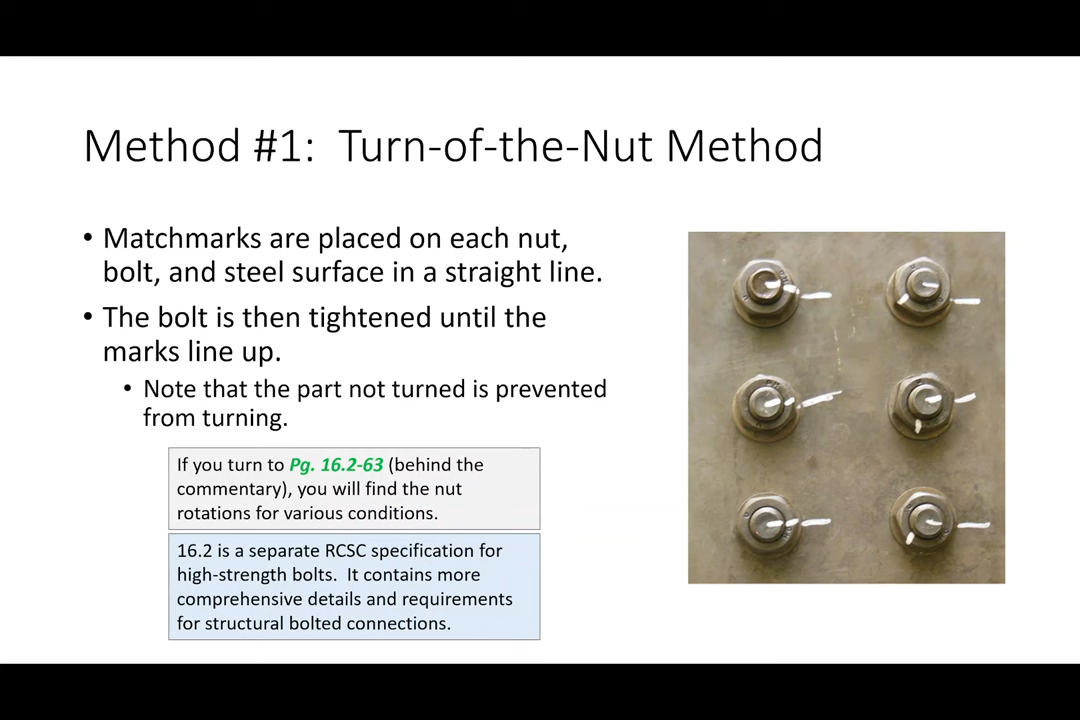 Method #1: Turn-of-the-Nut Method
• Matchmarks are placed on each nut,
bolt, and steel surface in a straight line.
• The bolt is then tightened until the
marks line up.
• Note that the part not turned is prevented
from turning.
If you turn to Pg. 16.2-63 (behind the
commentary), you will find the nut
rotations for various conditions.
16.2 is a separate RCSC specification for
high-strength bolts. It contains more
comprehensive details and requirements
for structural bolted connections.